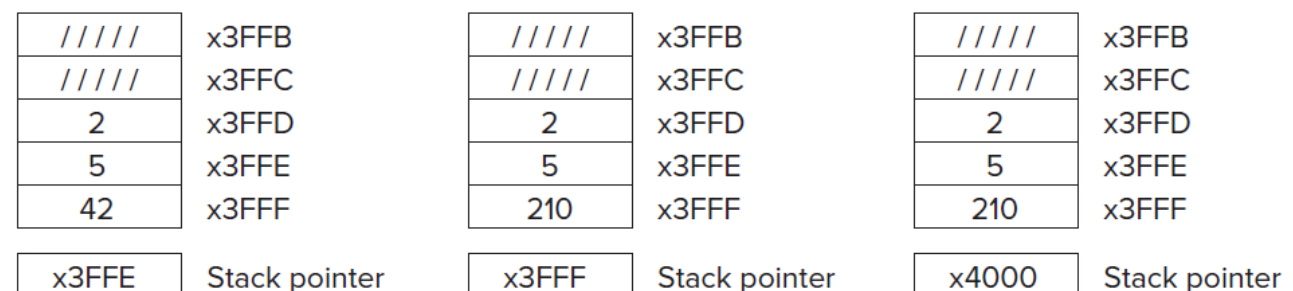 / / / / / x3FFB / / / / / x3FFB / / / / / x3FFB
/ / / / / x3FFC / / / / / x3FFC / / / / / x3FFC
2 x3FFD 2 x3FFD 2 x3FFD
5 x3FFE 5 x3FFE 5 x3FFE
42 x3FFF 210 x3FFF 210 x3FFF
x3FFE Stack pointer x3FFF Stack pointer x4000 Stack pointer